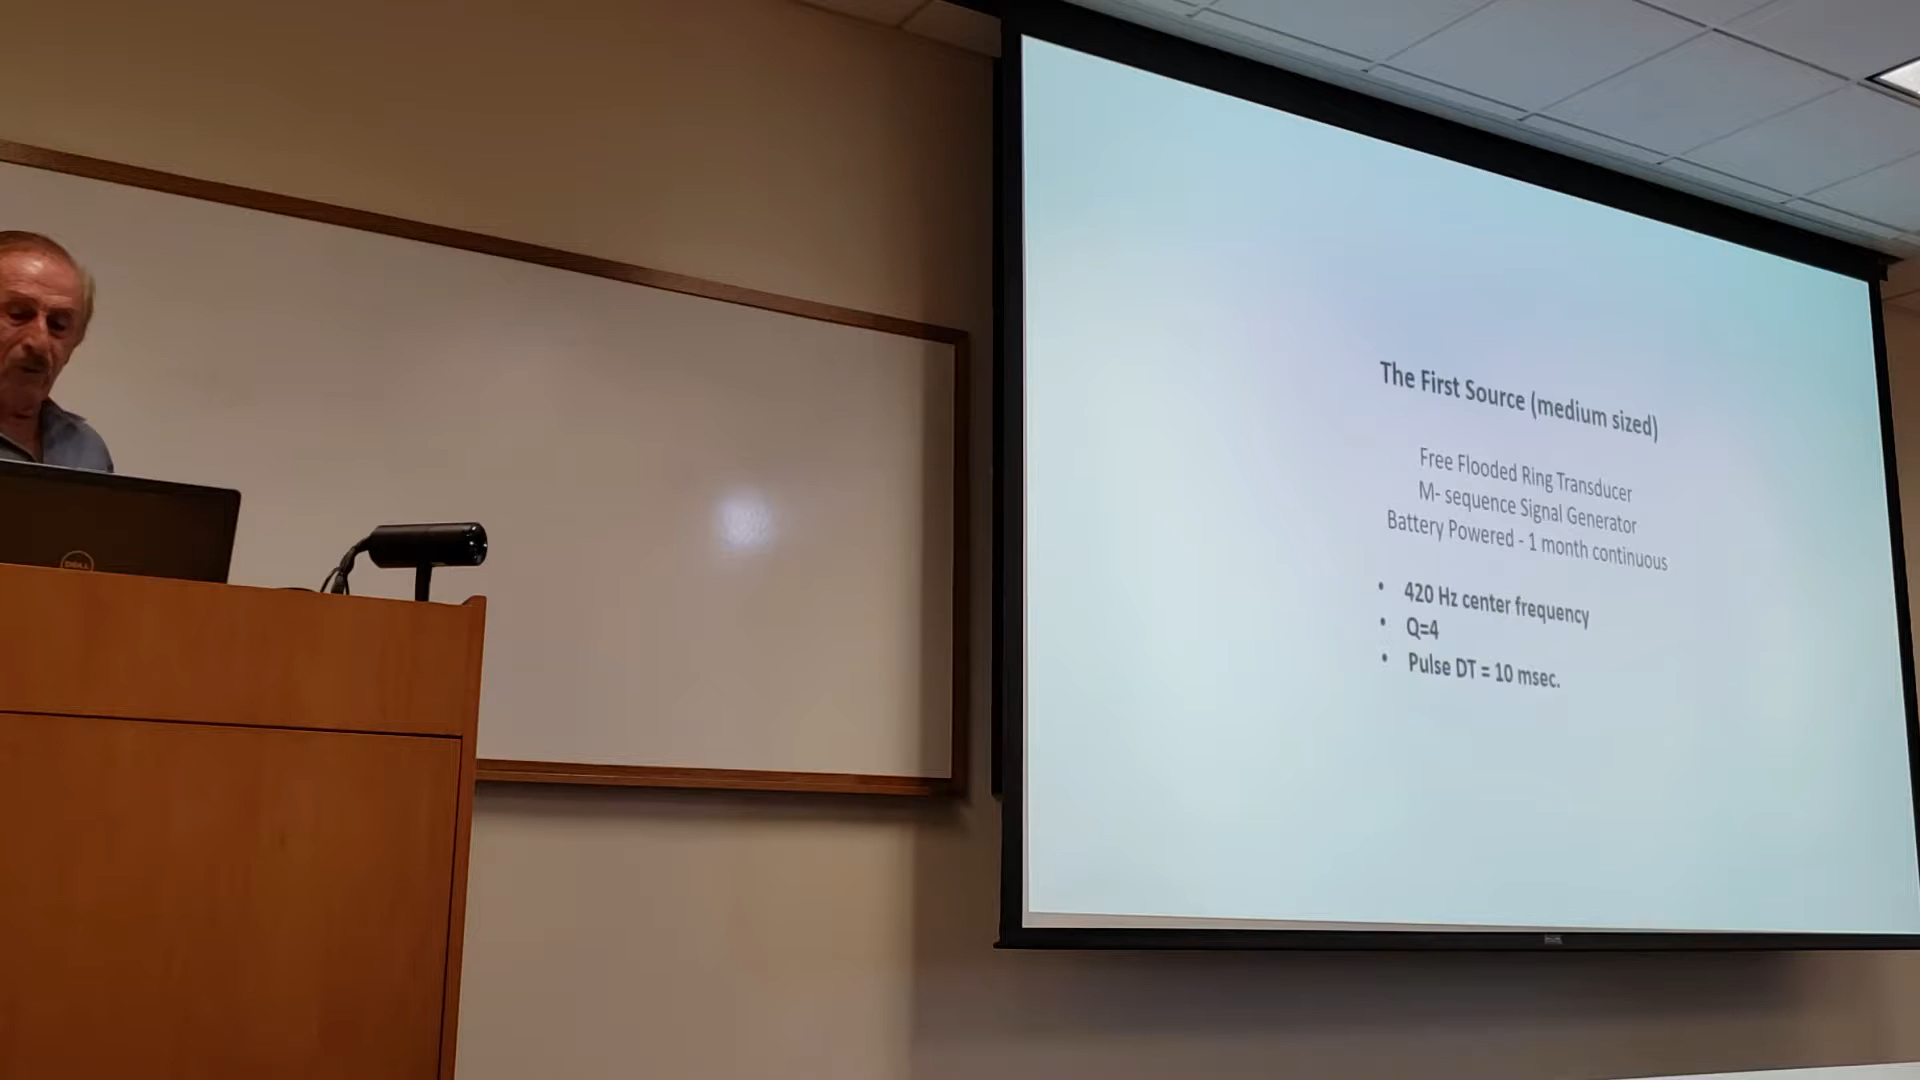 The First Source (medium sized)
Free Flooded Ring Transducer
M- sequence Signal Generator
Battery Powered - 1 month continuous
• 420 Hz center frequency
• Q=4
• Pulse DT = 10 msec.
DELL